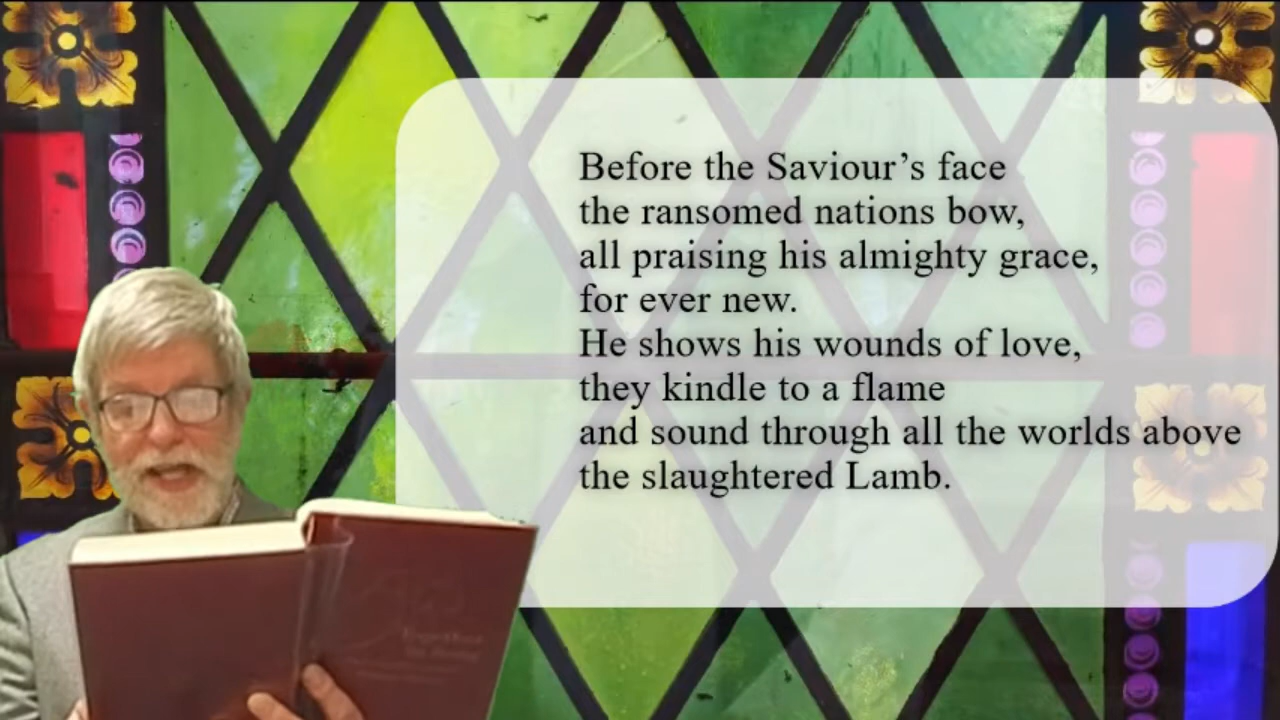 Before the Saviour’s face
the ransomed nations bow,
all praising his almighty grace,
for ever new.
He shows his wounds of love,
they kindle to a flame
and sound through all the worlds above
the slaughtered Lamb.